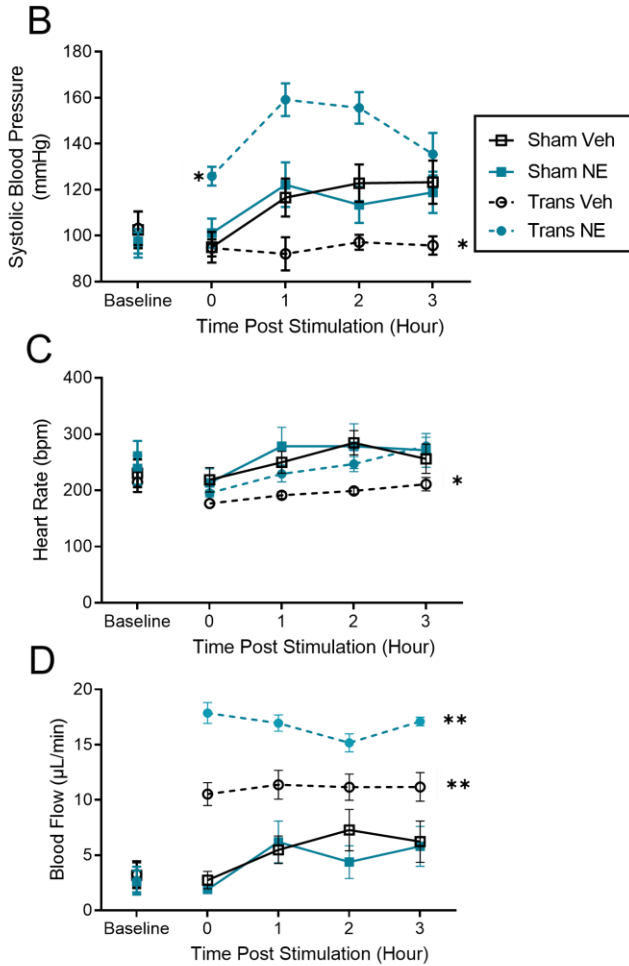 B
Systolic Blood Pressure
(mmHg)
180
160
140
120
100
80
*
*
Baseline
0
1
2
3
Time Post Stimulation (Hour)
Sham Veh
Sham NE
Trans Veh
Trans NE
C
Heart Rate (bpm)
400
300
200
100
0
*
Baseline
0
1
2
3
Time Post Stimulation (Hour)
D
Blood Flow (µL/min)
20
15
10
5
0
**
**
Baseline
0
1
2
3
Time Post Stimulation (Hour)